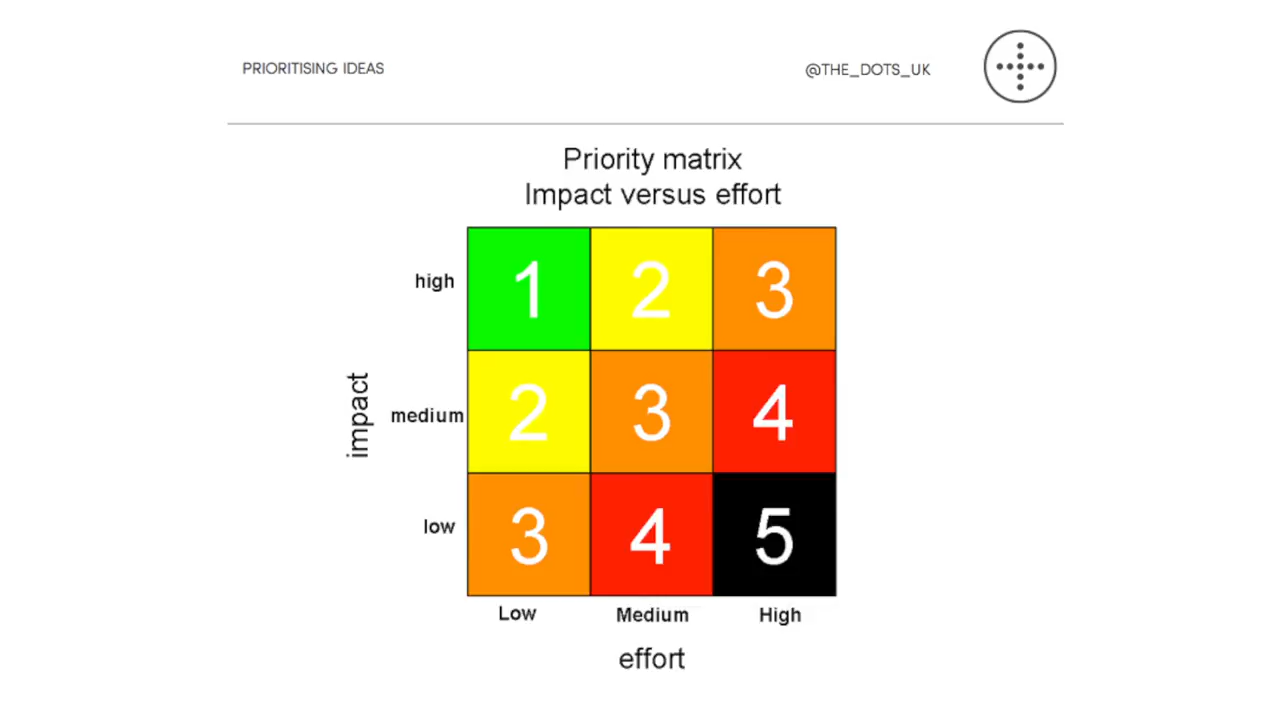 PRIORITISING IDEAS
@THE_DOTS_UK
Priority matrix
Impact versus effort
high
1 2 3
impact
medium
2 3 4
low
3 4 5
Low Medium High
effort